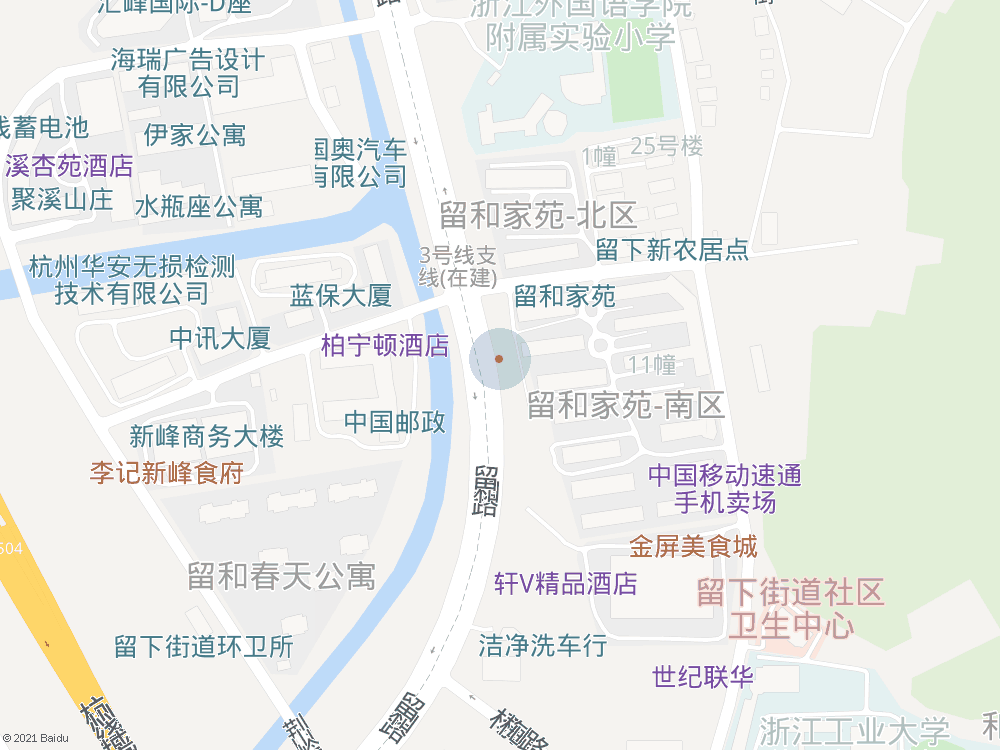 汇峰国际-D座
路
浙江外国语学院
附属实验小学
海瑞广告设计
有限公司
线蓄电池
伊家公寓
国奥汽车
有限公司
25号楼
1幢
溪杏苑酒店
聚溪山庄
水瓶座公寓
留和家苑-北区
3号线支
线(在建)
留下新农居点
杭州华安无损检测
技术有限公司
蓝保大厦
留和家苑
中讯大厦
柏宁顿酒店
11幢
留和家苑-南区
中国邮政
新峰商务大楼
李记新峰食府
中国移动速通
手机卖场
留和路
504
金屏美食城
留和春天公寓
轩V精品酒店
留下街道社区
卫生中心
留下街道环卫所
洁净洗车行
世纪联华
留和路
浙江工业大学
和
© 2021 Baidu